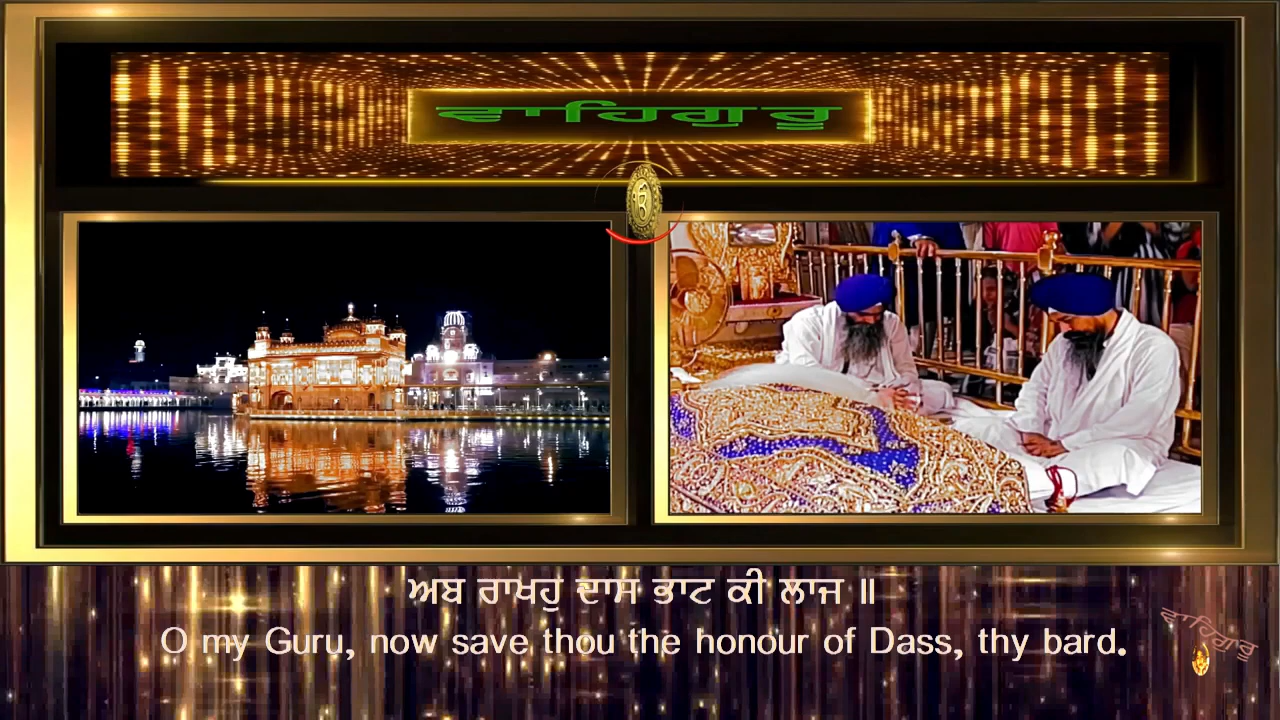 ਵਾਹਿਗੁਰੂ
ੴ
ਅਬ ਰਾਖਹੁ ਦਾਸ ਭਾਟ ਕੀ ਲਾਜ ॥
O my Guru, now save thou the honour of Dass, thy bard.
ਵਾਹਿਗੁਰੂ